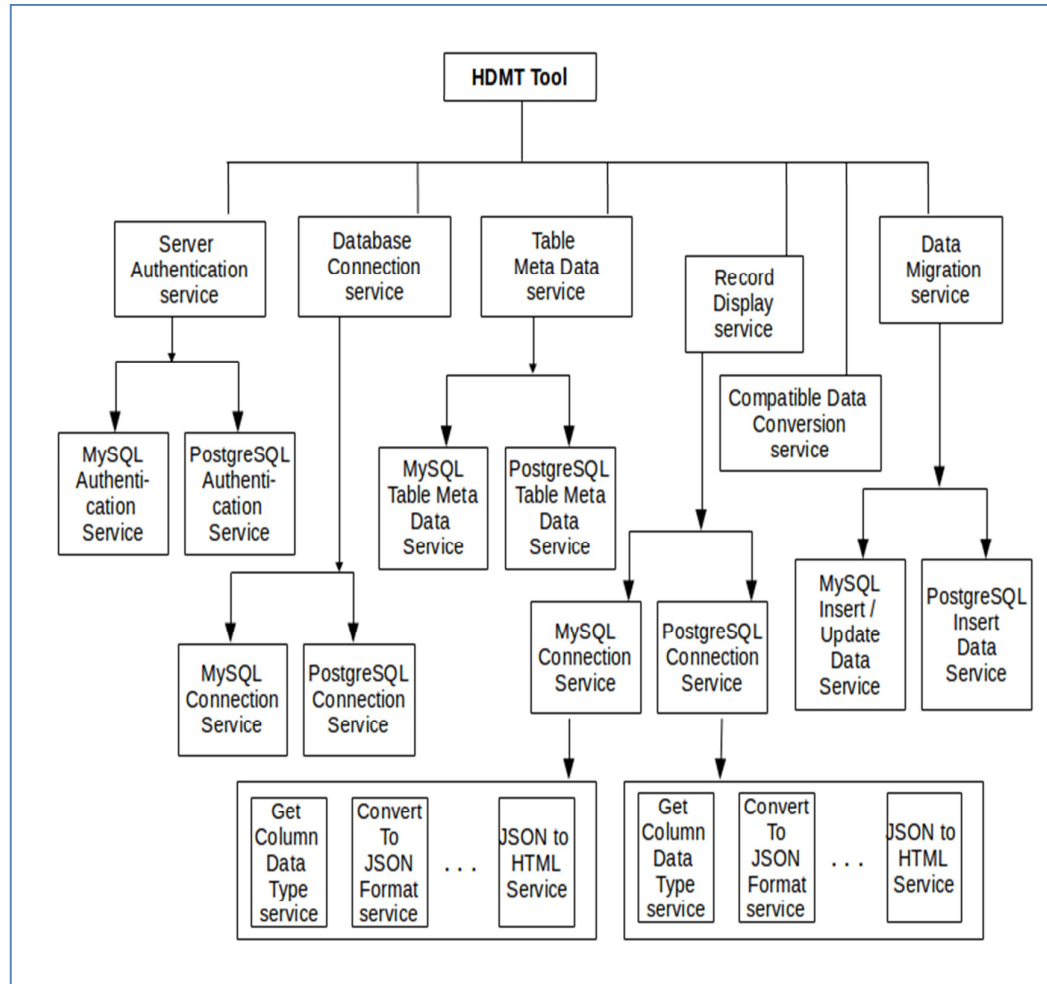 HDMT Tool
Server
Authentication
service
Database
Connection
service
Table
Meta Data
service
Record
Display
service
Compatible Data
Conversion
service
Data
Migration
service
MySQL
Authenti-
cation
Service
PostgreSQL
Authenti-
cation
Service
MySQL
Connection
Service
PostgreSQL
Connection
Service
MySQL
Table Meta
Data
Service
PostgreSQL
Table Meta
Data
Service
MySQL
Connection
Service
PostgreSQL
Connection
Service
MySQL
Insert /
Update
Data
Service
PostgreSQL
Insert
Data
Service
Get
Column
Data
Type
service
Convert
To
JSON
Format
service
. . .
JSON to
HTML
Service
Get
Column
Data
Type
service
Convert
To
JSON
Format
service
. . .
JSON to
HTML
Service